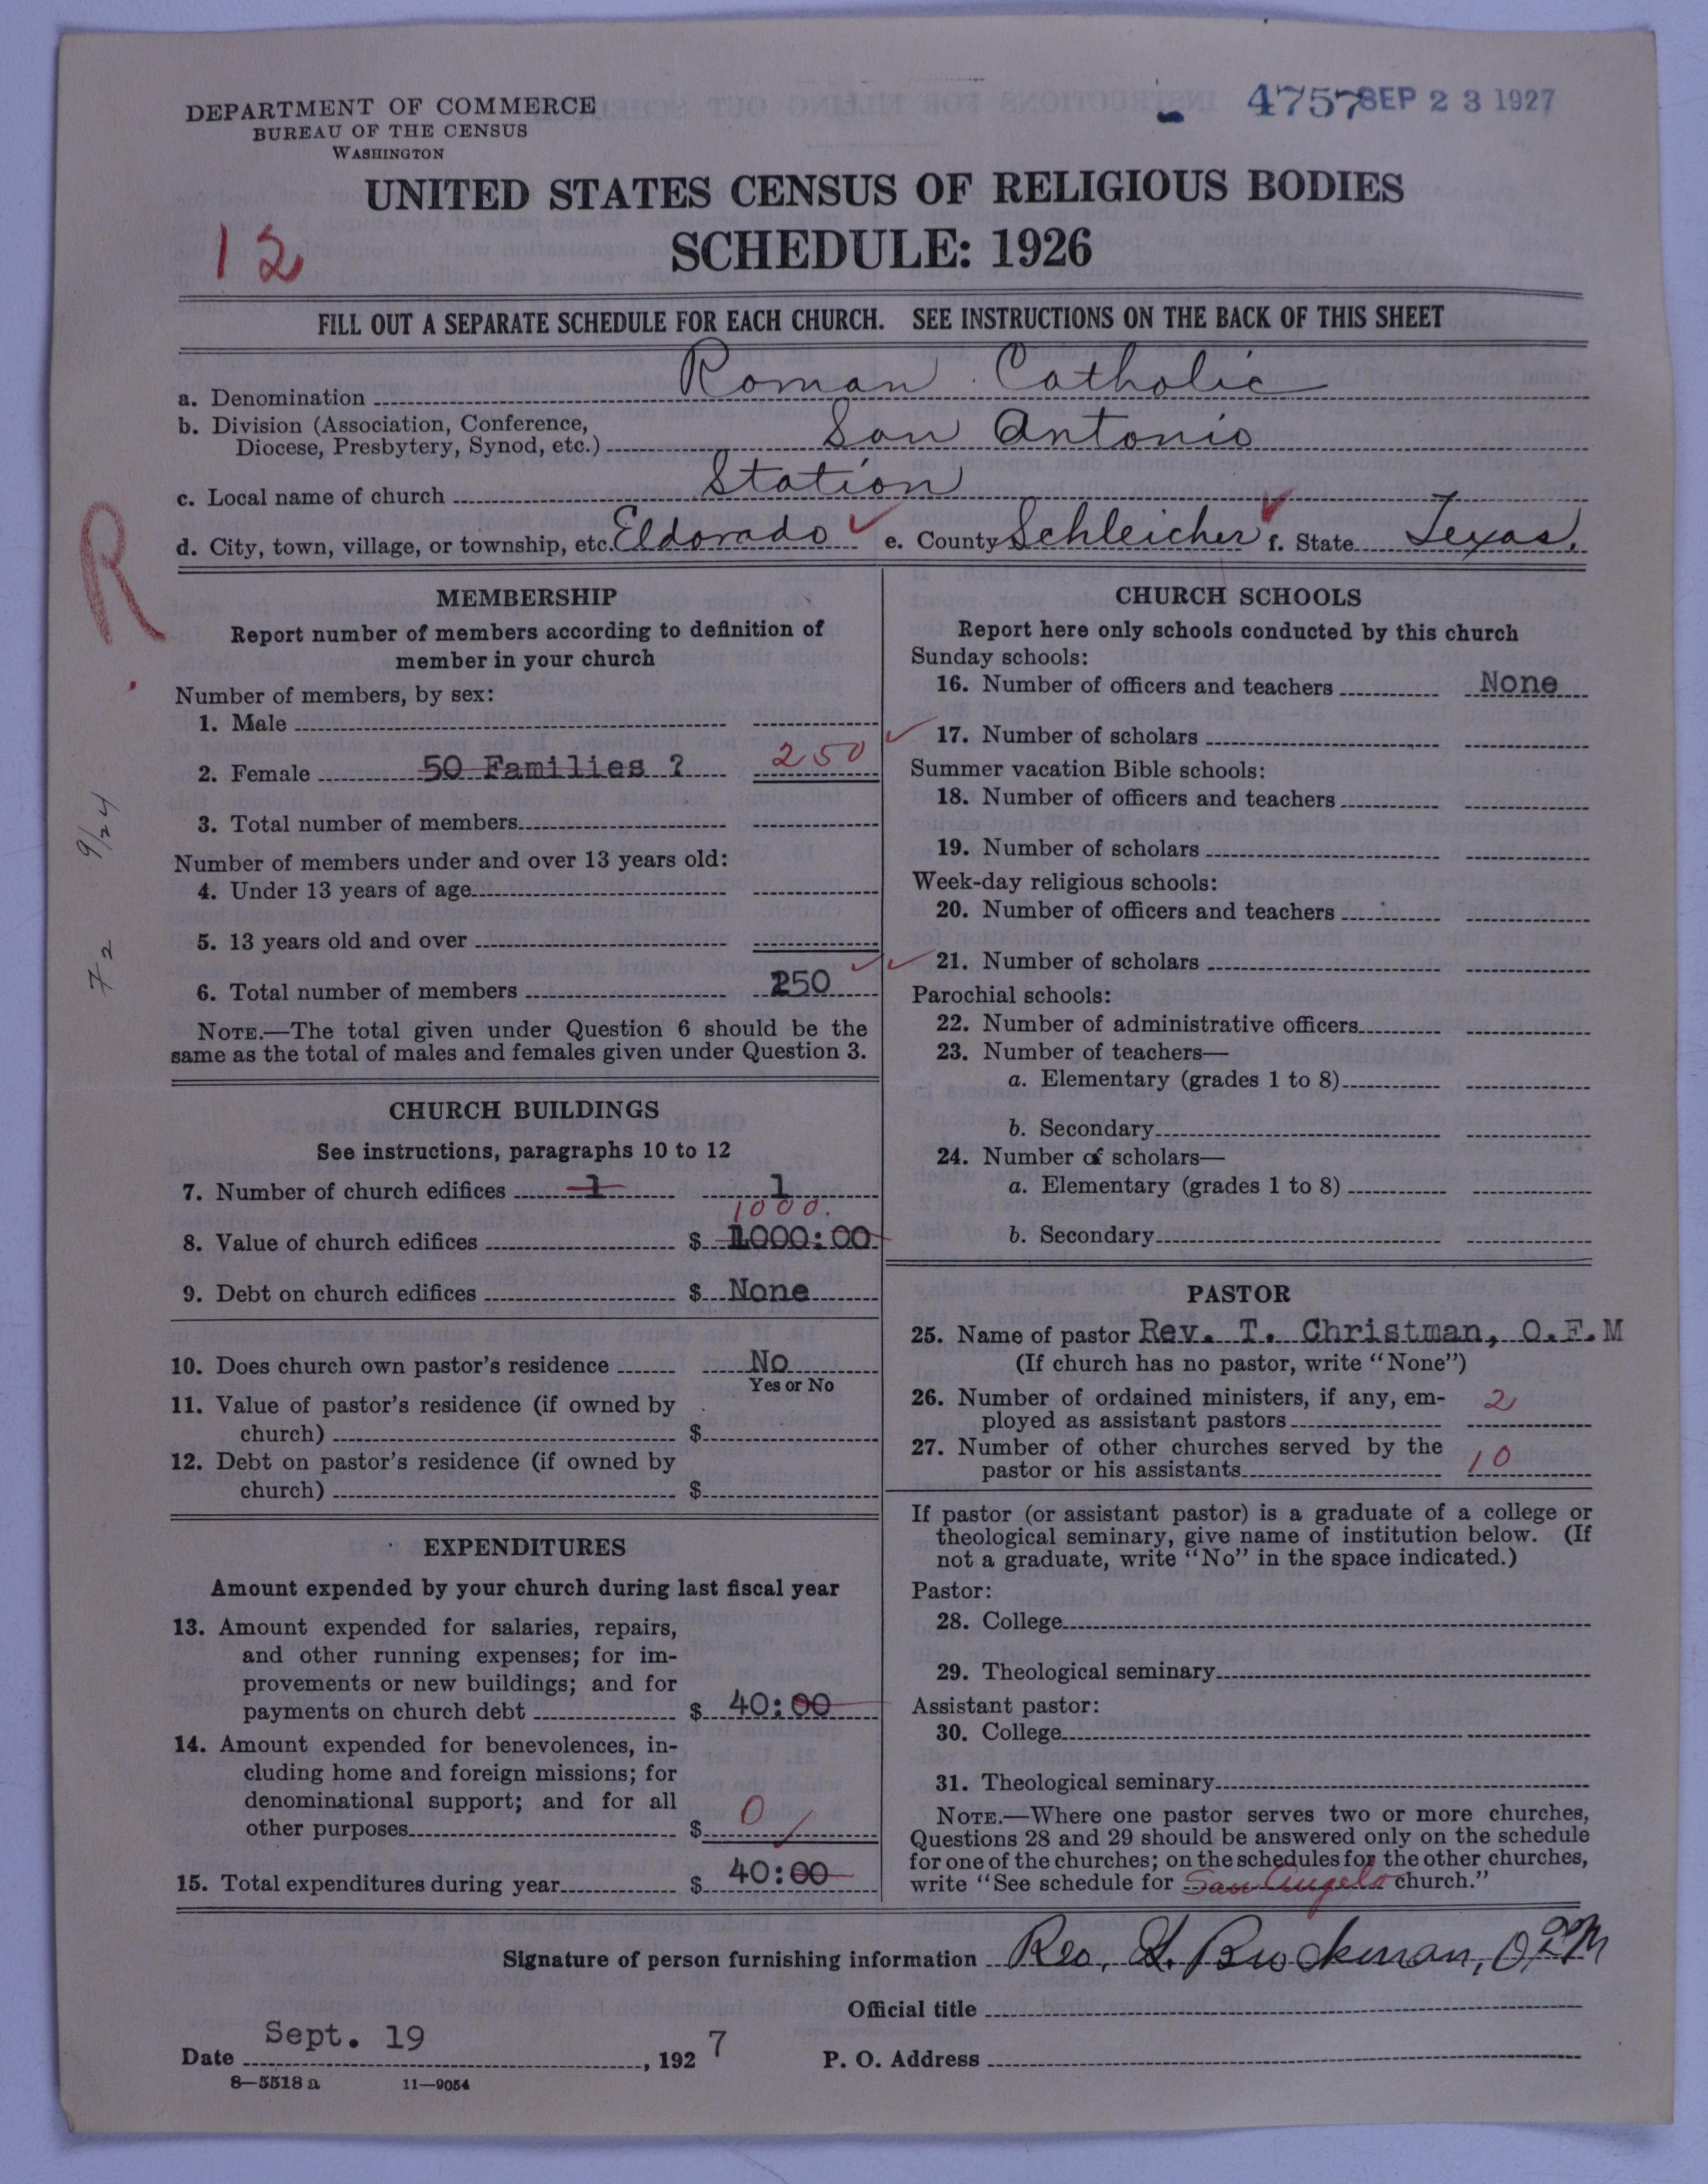 4757 SEP 23 1927
DEPARTMENT OF COMMERCE
BUREAU OF THE CENSUS
WASHINGTON
UNITED STATES CENSUS OF RELIGIOUS BODIES
SCHEDULE: 1926
12
FILL OUT A SEPARATE SCHEDULE FOR EACH CHURCH. SEE INSTRUCTIONS ON THE BACK OF THIS SHEET
a. Denomination Roman Catholic
b. Division (Association, Conference,
Diocese, Presbytery, Synod, etc.) San Antonio
c. Local name of church Station
d. City, town, village, or township, etc. Eldorado e. County Schleicher f. State Texas.
R
9/24
72
MEMBERSHIP
Report number of members according to definition of
member in your church
Number of members, by sex:
1. Male
2. Female 50 Families ? 250
3. Total number of members
Number of members under and over 13 years old:
4. Under 13 years of age
5. 13 years old and over
6. Total number of members 250
NOTE.—The total given under Question 6 should be the
same as the total of males and females given under Question 3.
CHURCH BUILDINGS
See instructions, paragraphs 10 to 12
7. Number of church edifices 1 1
1000.
8. Value of church edifices $ 1000:00
9. Debt on church edifices $ None
10. Does church own pastor's residence No
Yes or No
11. Value of pastor's residence (if owned by
church) $
12. Debt on pastor's residence (if owned by
church) $
EXPENDITURES
Amount expended by your church during last fiscal year
13. Amount expended for salaries, repairs,
and other running expenses; for im-
provements or new buildings; and for
payments on church debt $ 40:00
14. Amount expended for benevolences, in-
cluding home and foreign missions; for
denominational support; and for all
other purposes $ 0
15. Total expenditures during year $ 40:00
CHURCH SCHOOLS
Report here only schools conducted by this church
Sunday schools:
16. Number of officers and teachers None
17. Number of scholars
Summer vacation Bible schools:
18. Number of officers and teachers
19. Number of scholars
Week-day religious schools:
20. Number of officers and teachers
21. Number of scholars
Parochial schools:
22. Number of administrative officers
23. Number of teachers—
a. Elementary (grades 1 to 8)
b. Secondary
24. Number of scholars—
a. Elementary (grades 1 to 8)
b. Secondary
PASTOR
25. Name of pastor Rev. T. Christman, O.F.M
(If church has no pastor, write "None")
26. Number of ordained ministers, if any, em-
ployed as assistant pastors 2
27. Number of other churches served by the
pastor or his assistants 10
If pastor (or assistant pastor) is a graduate of a college or
theological seminary, give name of institution below. (If
not a graduate, write "No" in the space indicated.)
Pastor:
28. College
29. Theological seminary
Assistant pastor:
30. College
31. Theological seminary
NOTE.—Where one pastor serves two or more churches,
Questions 28 and 29 should be answered only on the schedule
for one of the churches; on the schedules for the other churches,
write "See schedule for San Angelo church."
Signature of person furnishing information Rev. L. Brockman, O.F.M
Official title
Date Sept. 19, 1927
P. O. Address
8—5518 a 11—9054